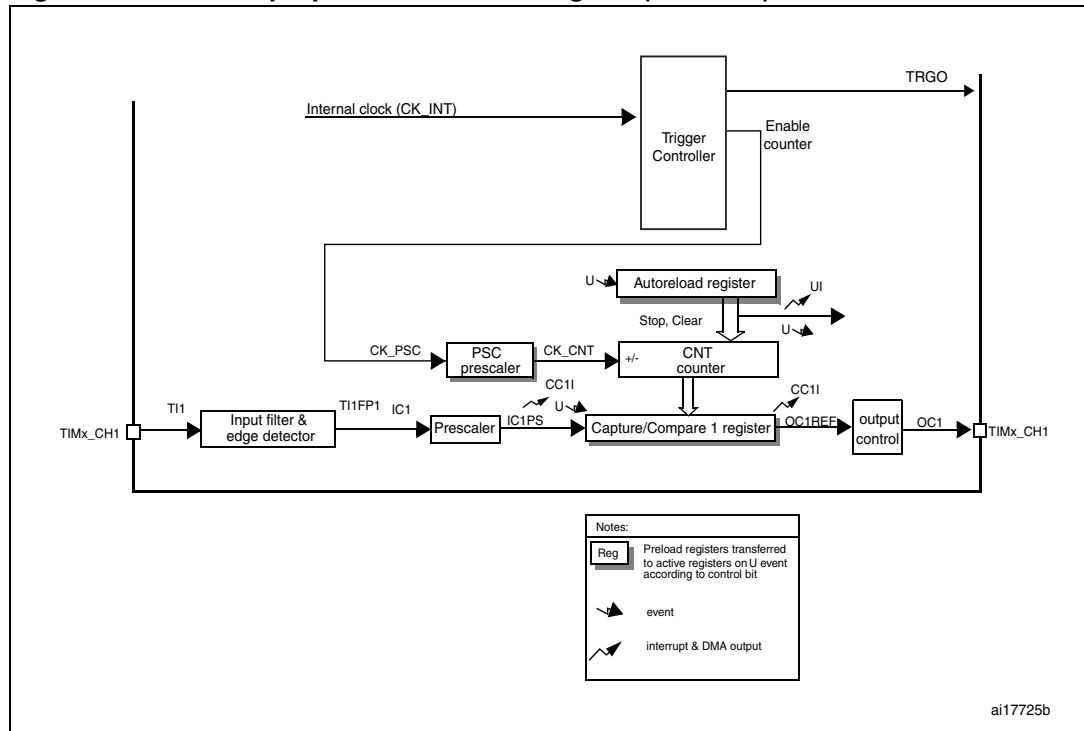 TRGO
Internal clock (CK_INT)
Trigger
Controller
Enable
counter
U
Autoreload register
UI
Stop, Clear
U
CK_PSC
PSC
prescaler
CK_CNT
+/-
CNT
counter
CC1I
U
CC1I
TIMx_CH1
TI1
Input filter &
edge detector
TI1FP1
IC1
Prescaler
IC1PS
Capture/Compare 1 register
OC1REF
output
control
OC1
TIMx_CH1
Notes:
Reg
Preload registers transferred
to active registers on U event
according to control bit
event
interrupt & DMA output
ai17725b